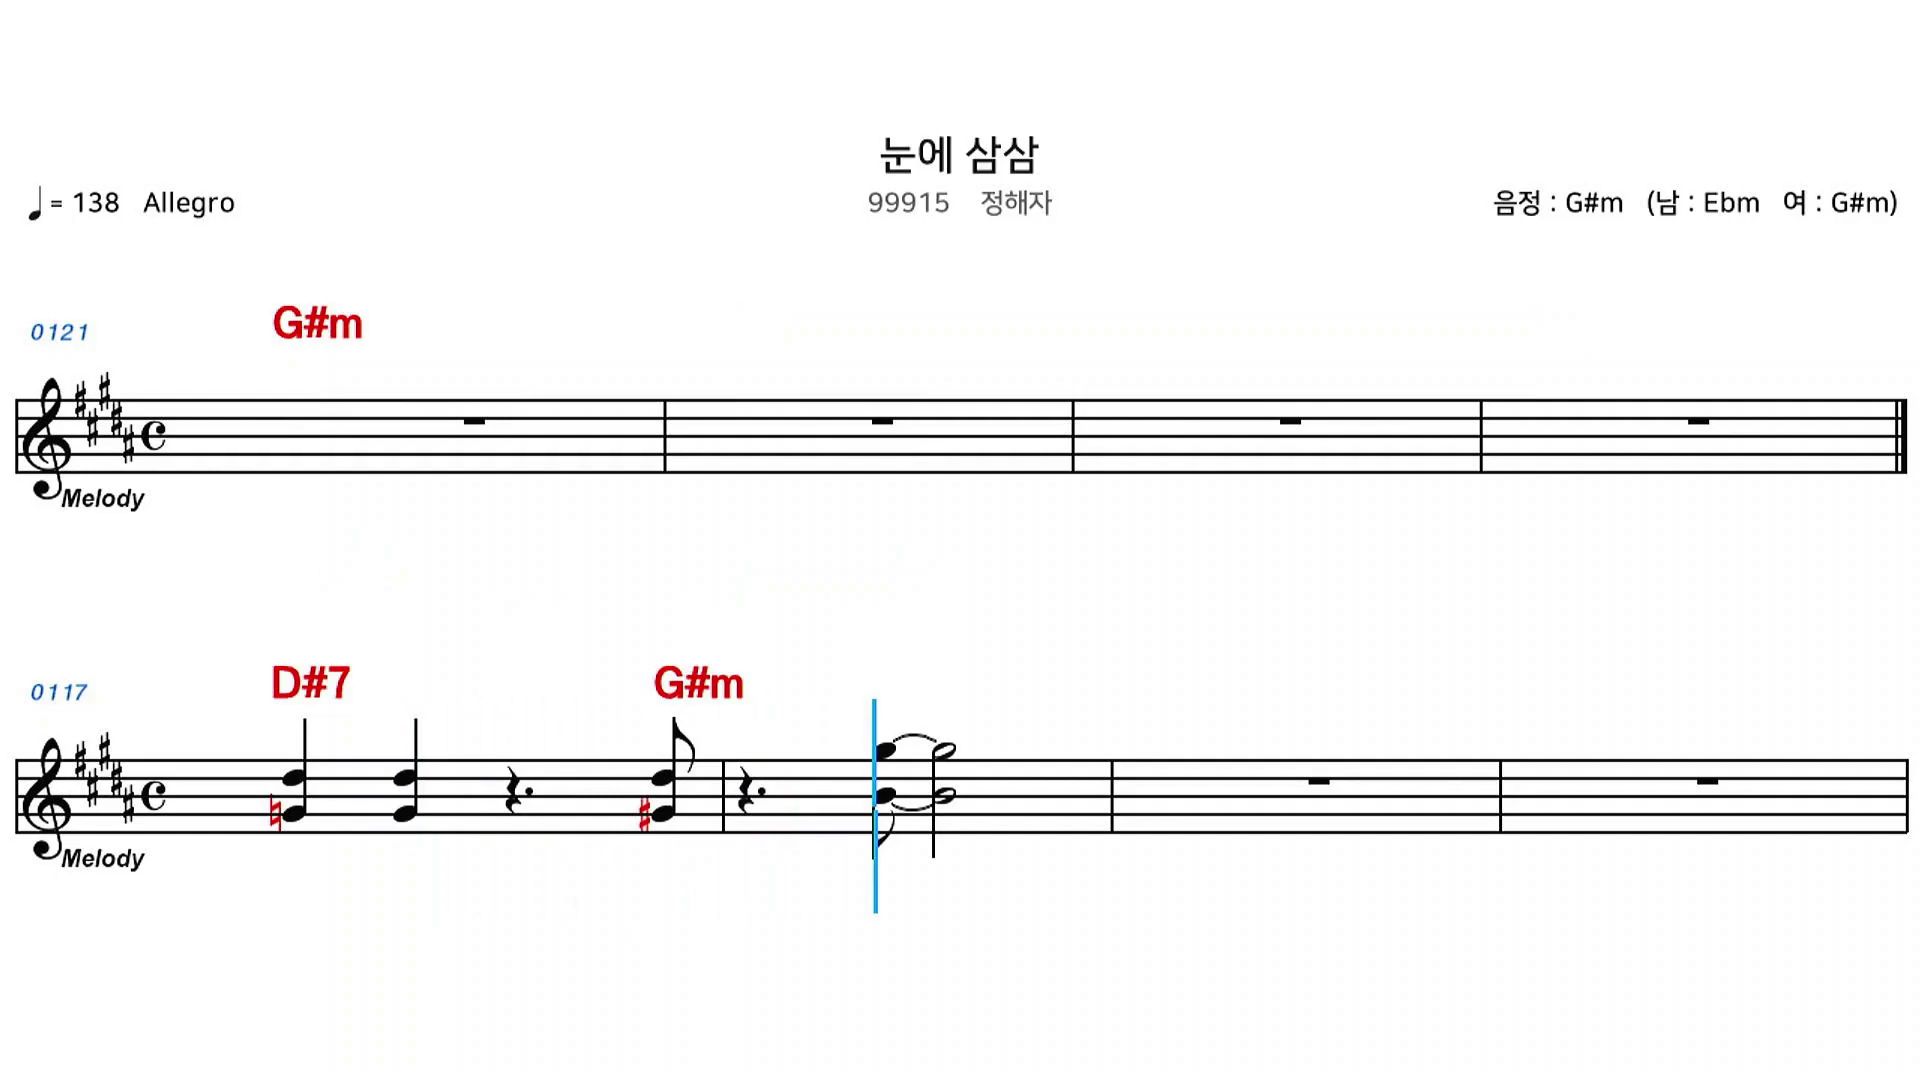 눈에 삼삼
♩ = 138 Allegro
99915 정해자
음정 : G#m (남 : Ebm 여 : G#m)
0121 G#m
Melody
0117 D#7 G#m
Melody